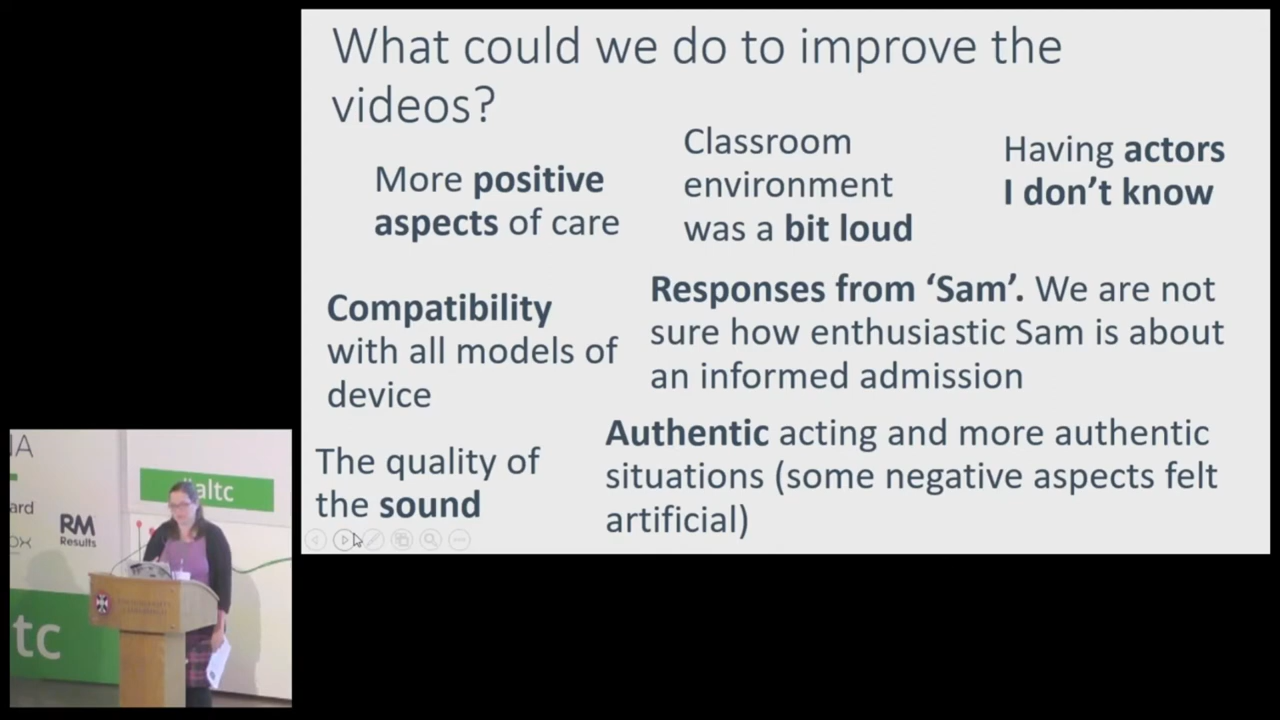 What could we do to improve the
videos?
More positive
aspects of care
Classroom
environment
was a bit loud
Having actors
I don’t know
Compatibility
with all models of
device
Responses from ‘Sam’. We are not
sure how enthusiastic Sam is about
an informed admission
The quality of
the sound
Authentic acting and more authentic
situations (some negative aspects felt
artificial)
#altc
RM
Results
tc